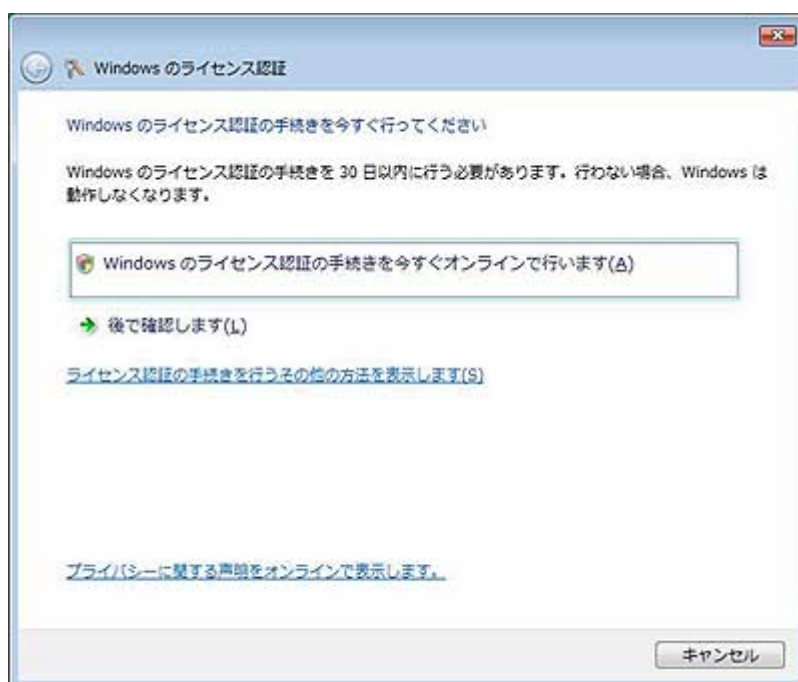 Windows のライセンス認証
Windows のライセンス認証の手続きを今すぐ行ってください
Windows のライセンス認証の手続きを 30 日以内に行う必要があります。行わない場合、Windows は
動作しなくなります。
Windows のライセンス認証の手続きを今すぐオンラインで行います(A)
後で確認します(L)
ライセンス認証の手続きを行うその他の方法を表示します(S)
プライバシーに関する声明をオンラインで表示します。
キャンセル